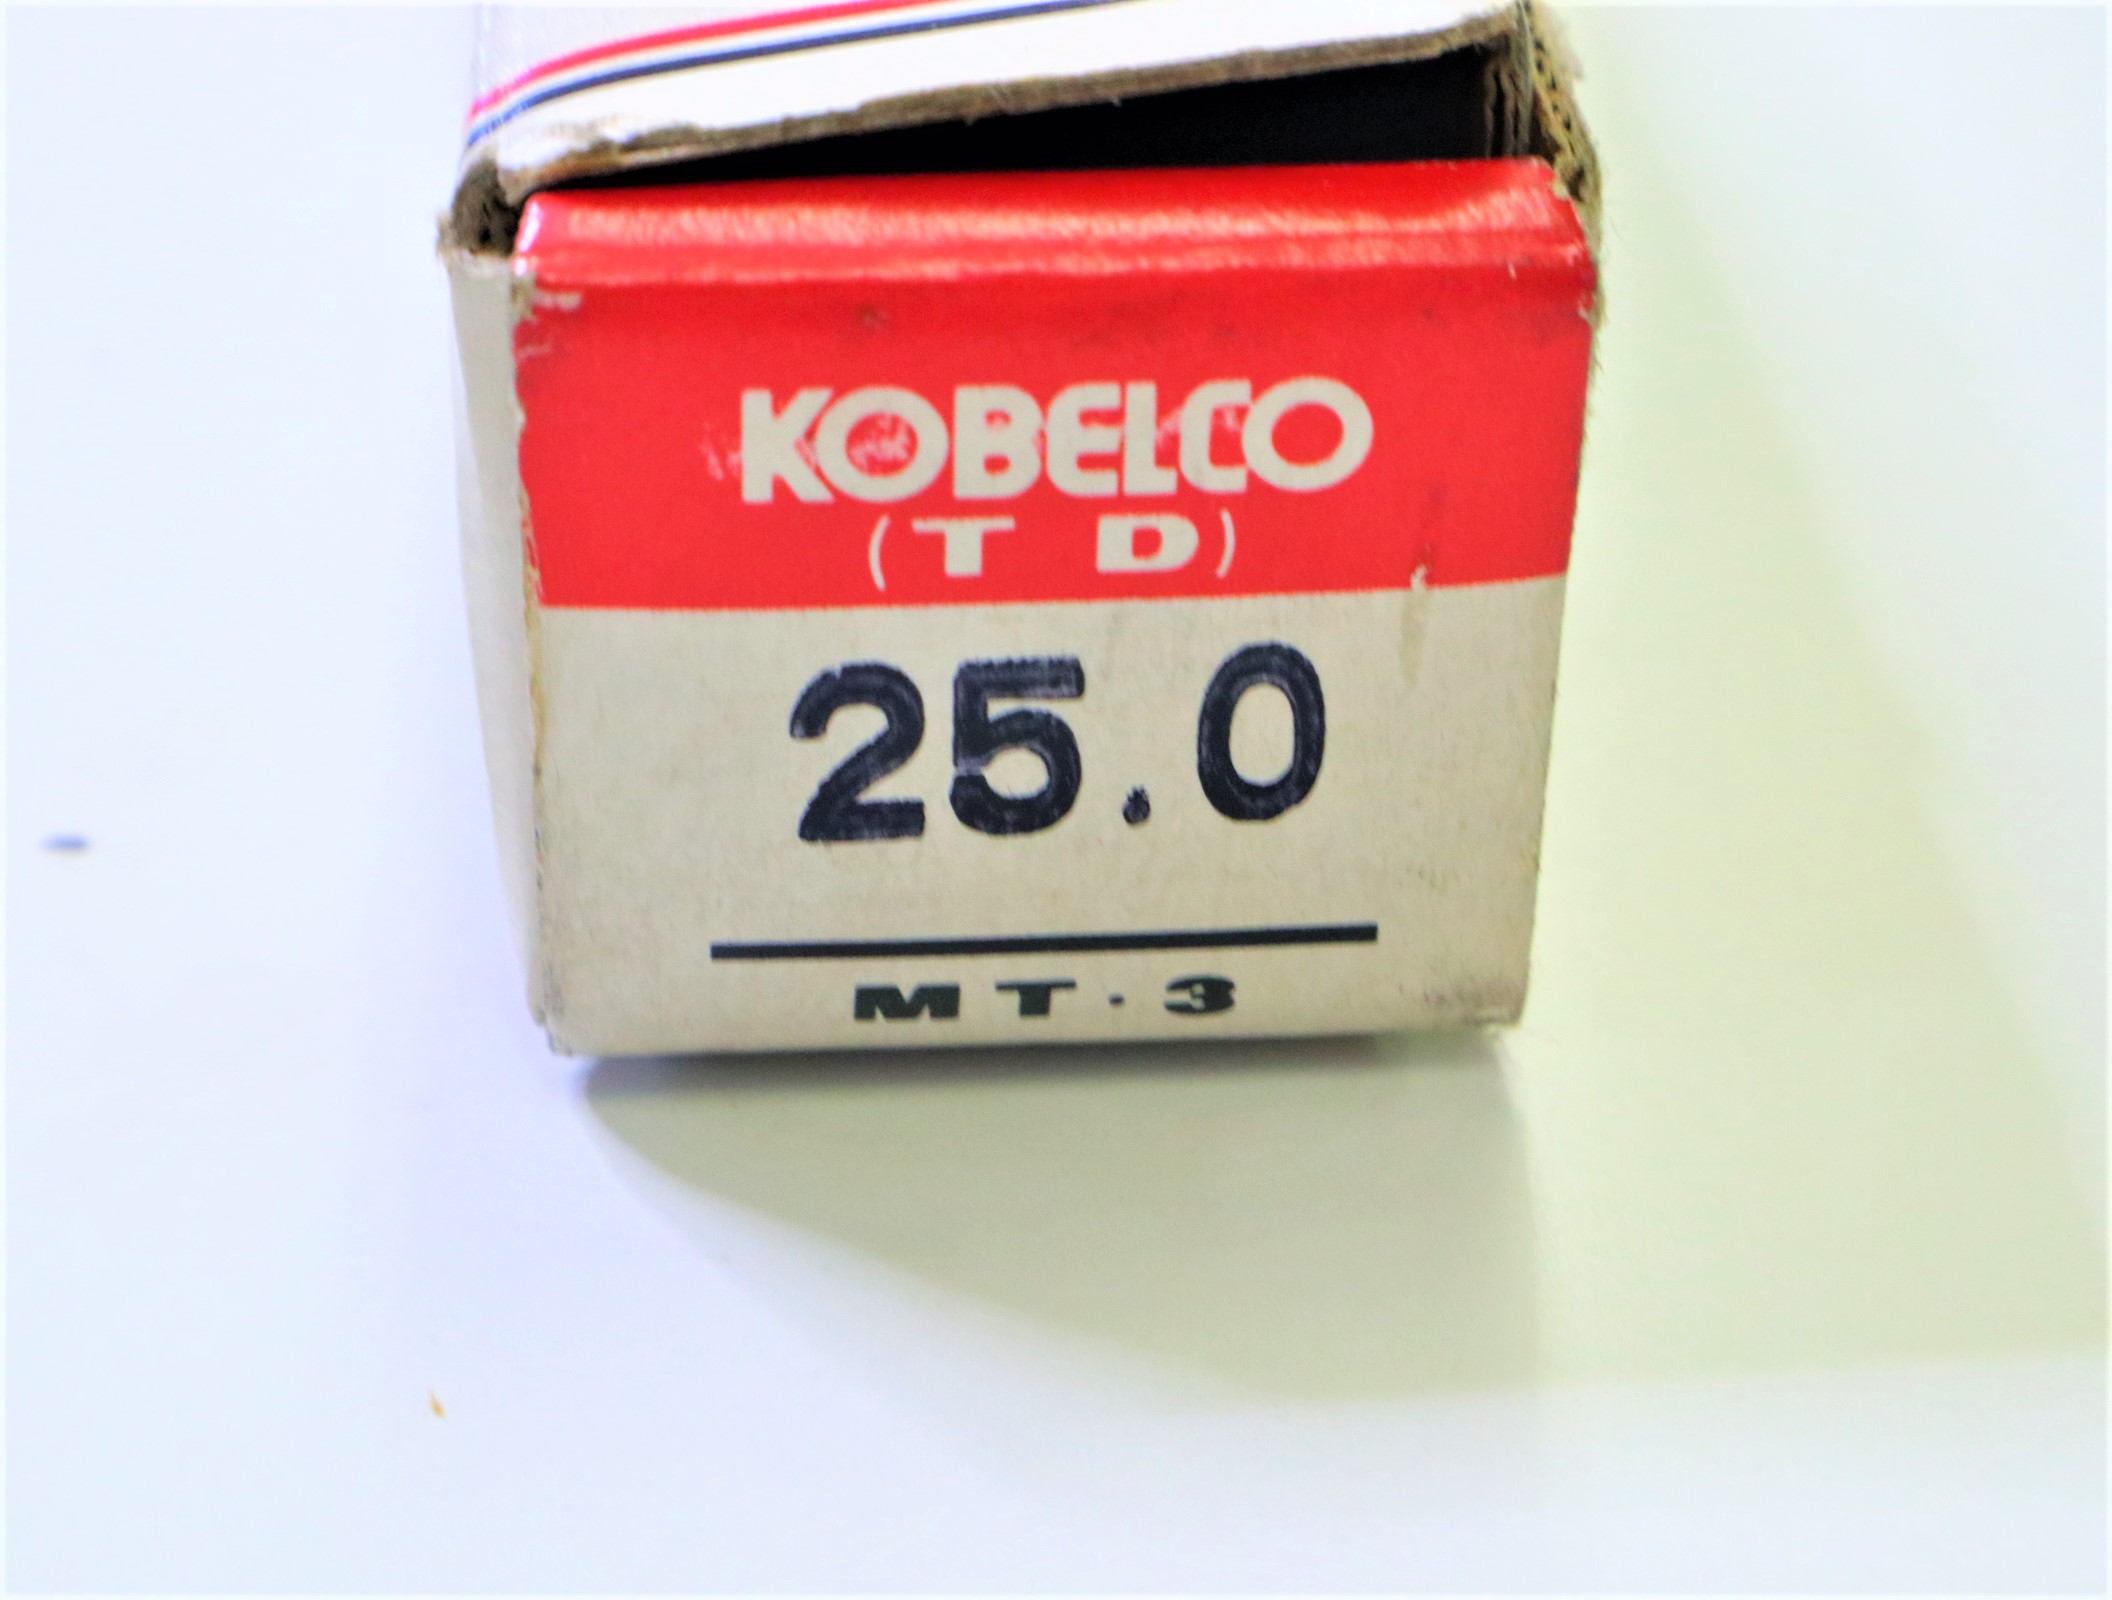 KOBELCO
(T D)
25.0
MT·3